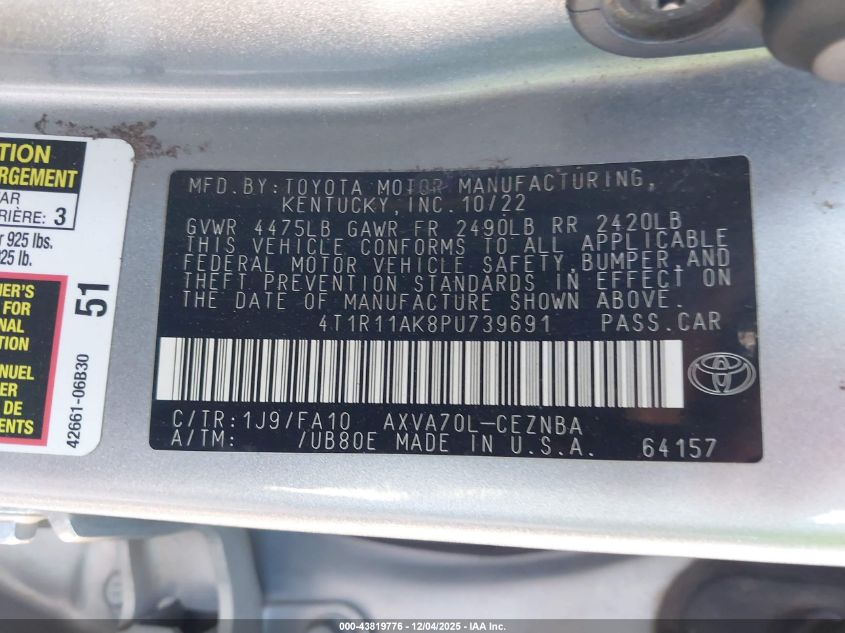 TION
RGEMENT
AR
RIÈRE: 3
r 925 lbs.
25 lb.
ER'S
FOR
ONAL
TION
NUEL
ER
DE
ENTS
51
42661-06B30
MFD. BY: TOYOTA MOTOR MANUFACTURING,
KENTUCKY, INC. 10/22
GVWR 4475LB GAWR FR 2490LB RR 2420LB
THIS VEHICLE CONFORMS TO ALL APPLICABLE
FEDERAL MOTOR VEHICLE SAFETY, BUMPER, AND
THEFT PREVENTION STANDARDS IN EFFECT ON
THE DATE OF MANUFACTURE SHOWN ABOVE.
4T1R11AK8PU739691 PASS. CAR
C/TR: 1J9/FA10 AXVA70L-CEZNBA
A/TM: /UB80E MADE IN U.S.A. 64157
000-43819776 - 12/04/2025 - IAA Inc.